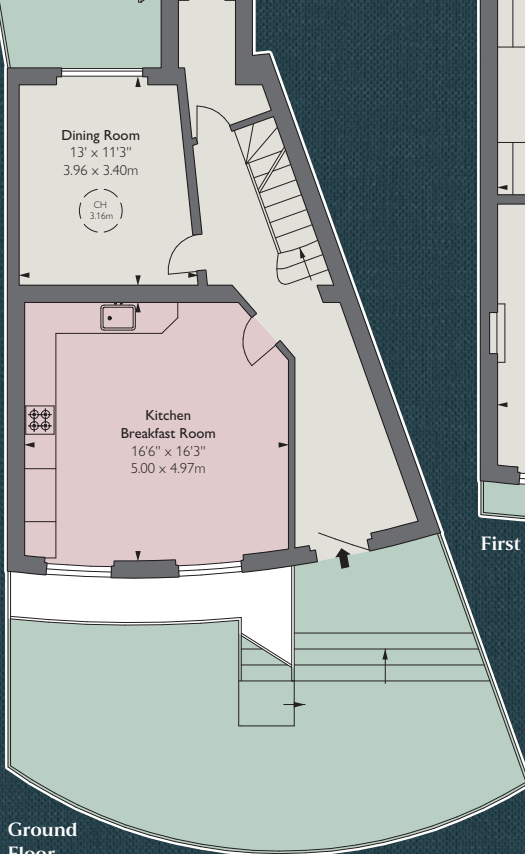 Dining Room
13' x 11'3"
3.96 x 3.40m
CH
3.16m
Kitchen
Breakfast Room
16'6" x 16'3"
5.00 x 4.97m
First
Ground
Floor